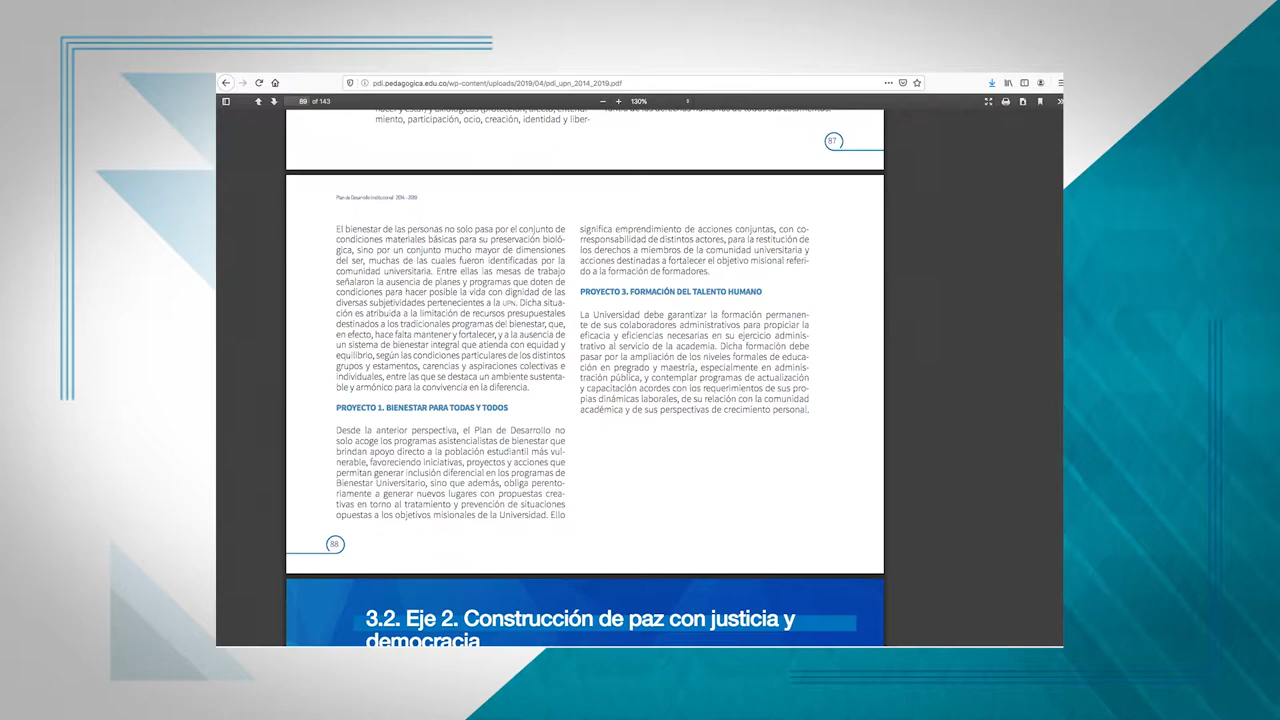 pdi.pedagogica.edu.co/wp-content/uploads/2019/04/pdi_upn_2014_2019.pdf
89 of 143
130%
miento, participación, ocio, creación, identidad y liber-
87
Plan de Desarrollo Institucional 2014 - 2019
El bienestar de las personas no solo pasa por el conjunto de
condiciones materiales básicas para su preservación bioló-
gica, sino por un conjunto mucho mayor de dimensiones
del ser, muchas de las cuales fueron identificadas por la
comunidad universitaria. Entre ellas las mesas de trabajo
señalaron la ausencia de planes y programas que doten de
condiciones para hacer posible la vida con dignidad de las
diversas subjetividades pertenecientes a la UPN. Dicha situa-
ción es atribuida a la limitación de recursos presupuestales
destinados a los tradicionales programas del bienestar, que,
en efecto, hace falta mantener y fortalecer, y a la ausencia de
un sistema de bienestar integral que atienda con equidad y
equilibrio, según las condiciones particulares de los distintos
grupos y estamentos, carencias y aspiraciones colectivas e
individuales, entre las que se destaca un ambiente sustenta-
ble y armónico para la convivencia en la diferencia.
PROYECTO 1. BIENESTAR PARA TODAS Y TODOS
Desde la anterior perspectiva, el Plan de Desarrollo no
solo acoge los programas asistencialistas de bienestar que
brindan apoyo directo a la población estudiantil más vul-
nerable, favoreciendo iniciativas, proyectos y acciones que
permitan generar inclusión diferencial en los programas de
Bienestar Universitario, sino que además, obliga perento-
riamente a generar nuevos lugares con propuestas crea-
tivas en torno al tratamiento y prevención de situaciones
opuestas a los objetivos misionales de la Universidad. Ello
significa emprendimiento de acciones conjuntas, con co-
rresponsabilidad de distintos actores, para la restitución de
los derechos a miembros de la comunidad universitaria y
acciones destinadas a fortalecer el objetivo misional referi-
do a la formación de formadores.
PROYECTO 3. FORMACIÓN DEL TALENTO HUMANO
La Universidad debe garantizar la formación permanen-
te de sus colaboradores administrativos para propiciar la
eficacia y eficiencias necesarias en su ejercicio adminis-
trativo al servicio de la academia. Dicha formación debe
pasar por la ampliación de los niveles formales de educa-
ción en pregrado y maestría, especialmente en adminis-
tración pública, y contemplar programas de actualización
y capacitación acordes con los requerimientos de sus pro-
pias dinámicas laborales, de su relación con la comunidad
académica y de sus perspectivas de crecimiento personal.
88
3.2. Eje 2. Construcción de paz con justicia y
democracia